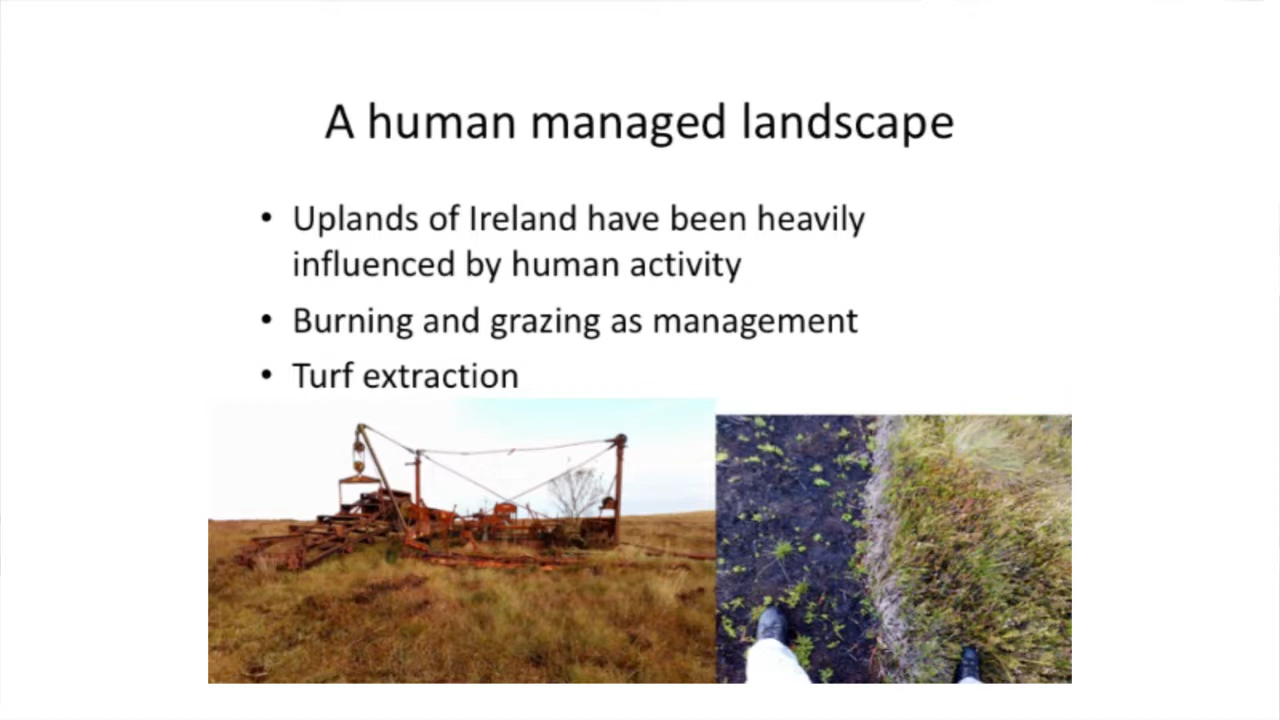 A human managed landscape
• Uplands of Ireland have been heavily
influenced by human activity
• Burning and grazing as management
• Turf extraction